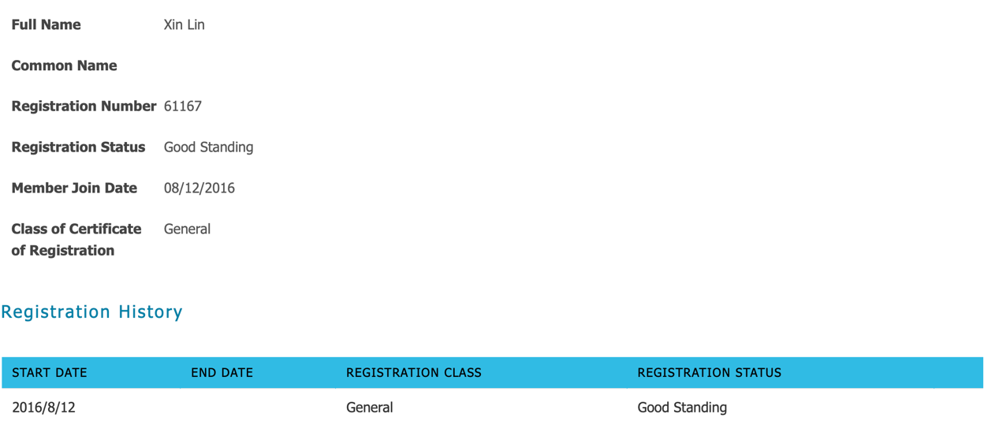 Full Name Xin Lin
Common Name
Registration Number 61167
Registration Status Good Standing
Member Join Date 08/12/2016
Class of Certificate General
of Registration
Registration History
START DATE END DATE REGISTRATION CLASS REGISTRATION STATUS
2016/8/12 General Good Standing